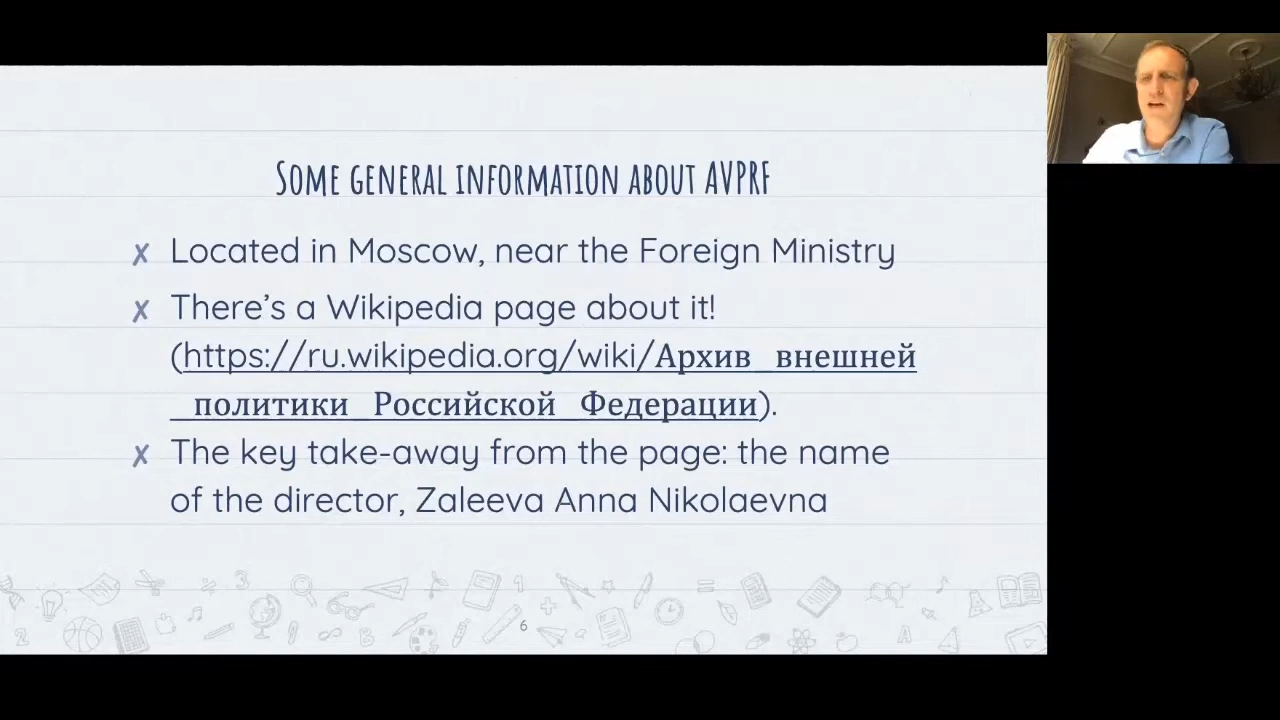 Some general information about AVPRF
✗ Located in Moscow, near the Foreign Ministry
✗ There’s a Wikipedia page about it!
(https://ru.wikipedia.org/wiki/Архив_внешней
_политики_Российской_Федерации).
✗ The key take-away from the page: the name
of the director, Zaleeva Anna Nikolaevna
6